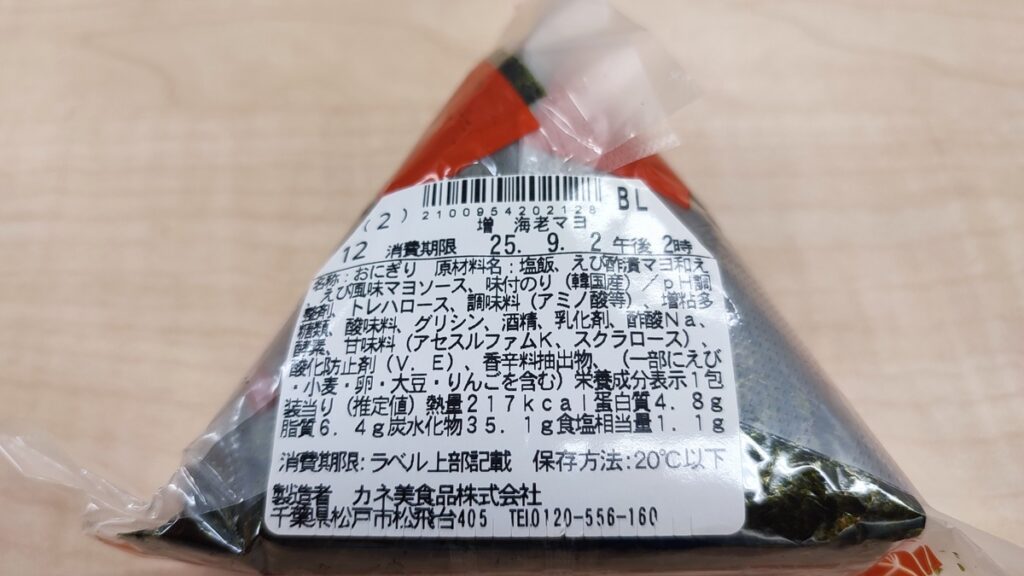 BL
(2) 2100954202128
増 海老マヨ
12 消費期限 25.9.2午後2時
名称:おにぎり 原材料名:塩飯、えび酢漬マヨ和え
えび風味マヨソース、味付のり(韓国産)/pH調
整剤、トレハロース、調味料(アミノ酸等)、増粘多
糖類、酸味料、グリシン、酒精、乳化剤、酢酸Na、
酵素、甘味料(アセスルファムK、スクラロース)、
酸化防止剤(V.E)、香辛料抽出物、(一部にえび
・小麦・卵・大豆・りんごを含む)栄養成分表示1包
装当り(推定値)熱量217kcal蛋白質4.8g
脂質6.4g炭水化物35.1g食塩相当量1.1g
消費期限:ラベル上部記載 保存方法:20℃以下
製造者 カネ美食品株式会社
千葉県松戸市松飛台405 TEL0120-556-160